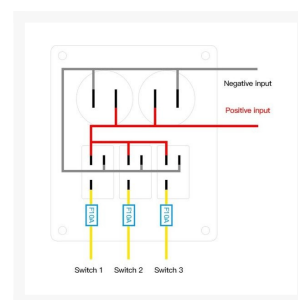 Negative input
Positive input
F10A
F10A
F10A
Switch 1
Switch 2
Switch 3